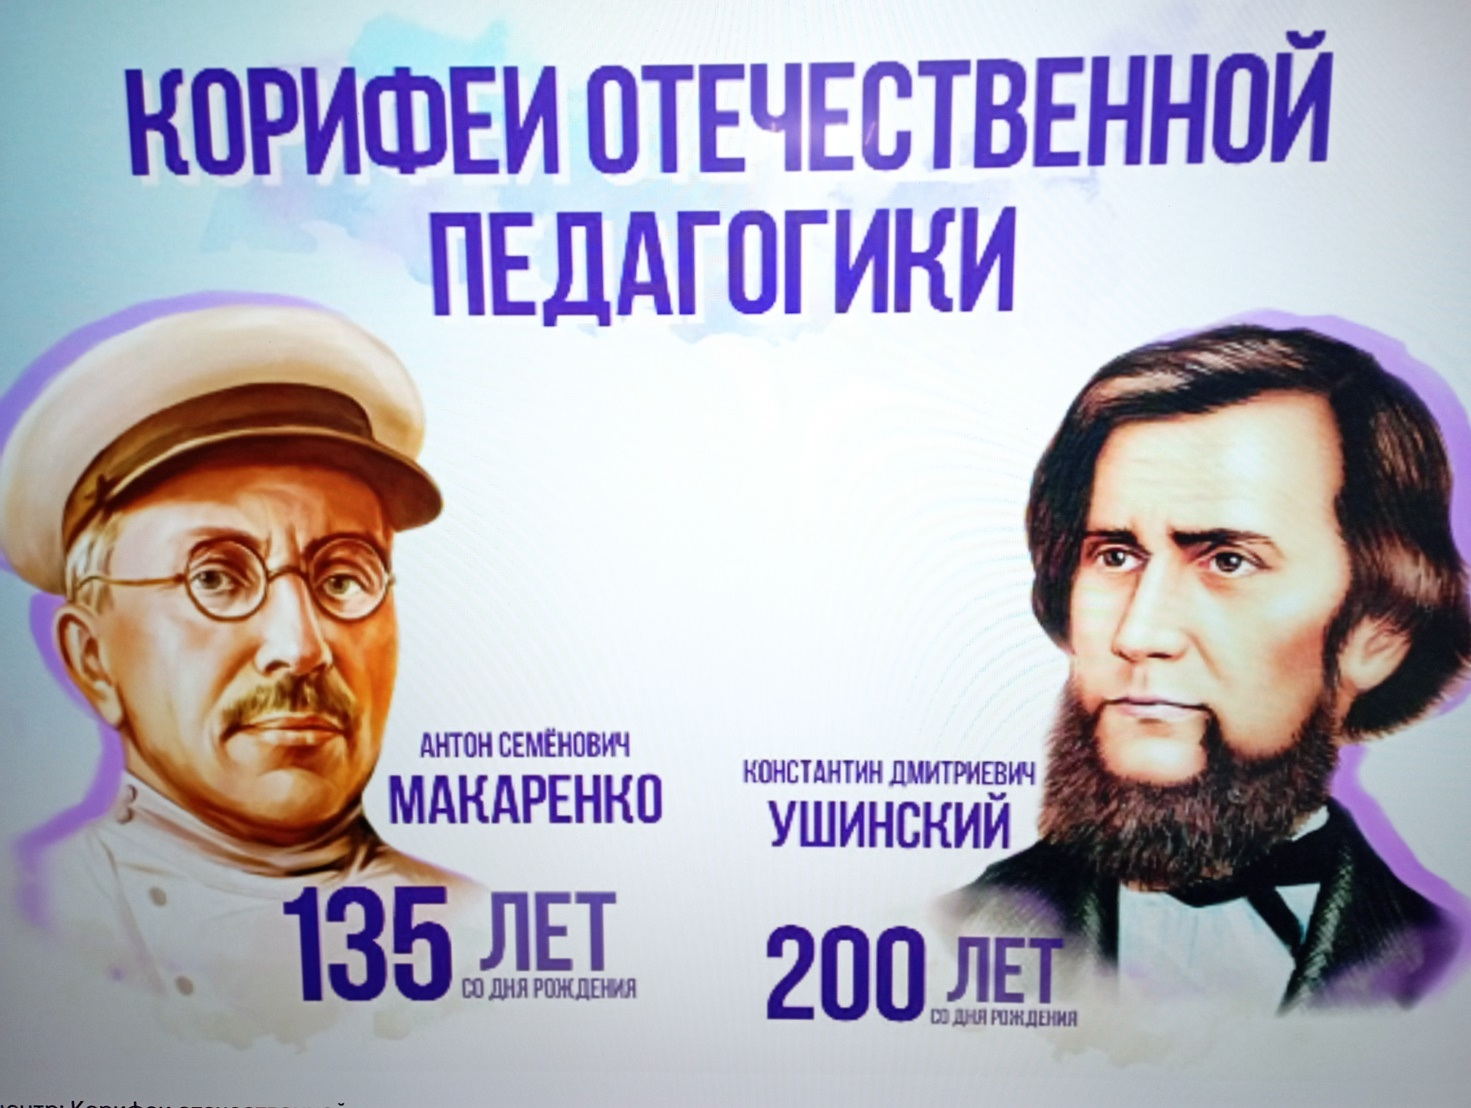 КОРИФЕИ ОТЕЧЕСТВЕННОЙ
ПЕДАГОГИКИ
АНТОН СЕМЁНОВИЧ
МАКАРЕНКО
135 ЛЕТ
СО ДНЯ РОЖДЕНИЯ
КОНСТАНТИН ДМИТРИЕВИЧ
УШИНСКИЙ
200 ЛЕТ
СО ДНЯ РОЖДЕНИЯ